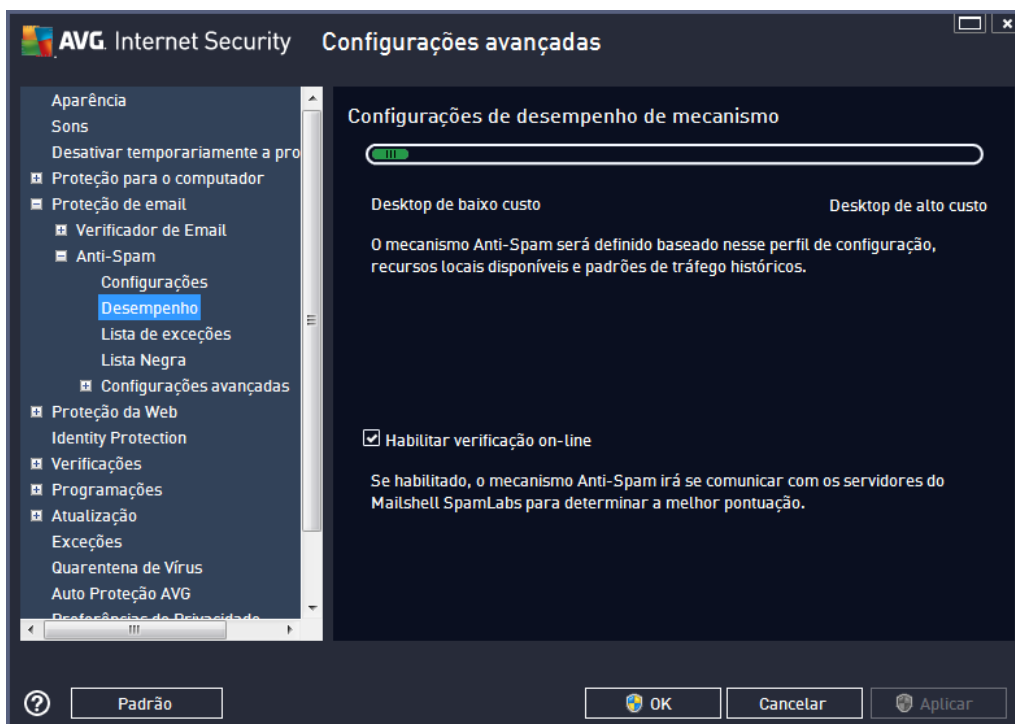 AVG. Internet Security Configurações avançadas
Aparência
Sons
Desativar temporariamente a pro
Proteção para o computador
Proteção de email
Verificador de Email
Anti-Spam
Configurações
Desempenho
Lista de exceções
Lista Negra
Configurações avançadas
Proteção da Web
Identity Protection
Verificações
Programações
Atualização
Exceções
Quarentena de Vírus
Auto Proteção AVG
Preferências de Privacidade
Configurações de desempenho de mecanismo
Desktop de baixo custo
Desktop de alto custo
O mecanismo Anti-Spam será definido baseado nesse perfil de configuração,
recursos locais disponíveis e padrões de tráfego históricos.
Habilitar verificação on-line
Se habilitado, o mecanismo Anti-Spam irá se comunicar com os servidores do
Mailshell SpamLabs para determinar a melhor pontuação.
Padrão
OK
Cancelar
Aplicar